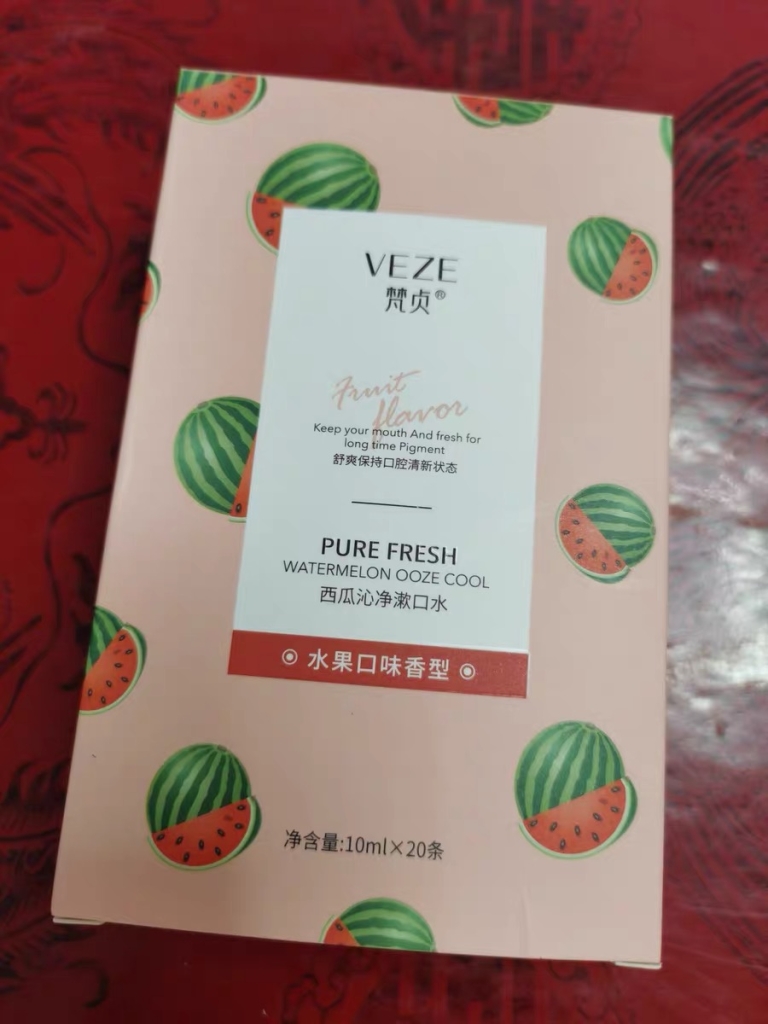 VEZE
梵贞®
Fruit
flavor
Keep your mouth And fresh for
long time Pigment
舒爽保持口腔清新状态
PURE FRESH
WATERMELON OOZE COOL
西瓜沁净漱口水
水果口味香型
净含量:10ml×20条